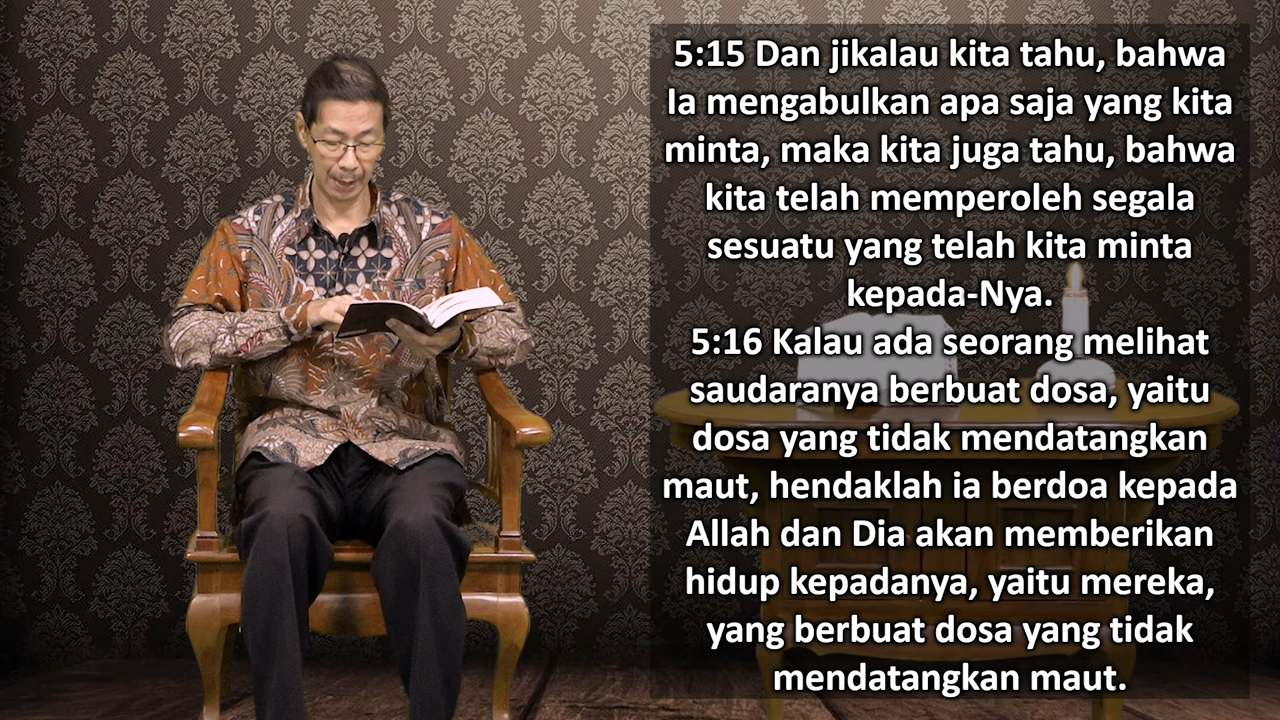 5:15 Dan jikalau kita tahu, bahwa
Ia mengabulkan apa saja yang kita
minta, maka kita juga tahu, bahwa
kita telah memperoleh segala
sesuatu yang telah kita minta
kepada-Nya.
5:16 Kalau ada seorang melihat
saudaranya berbuat dosa, yaitu
dosa yang tidak mendatangkan
maut, hendaklah ia berdoa kepada
Allah dan Dia akan memberikan
hidup kepadanya, yaitu mereka,
yang berbuat dosa yang tidak
mendatangkan maut.